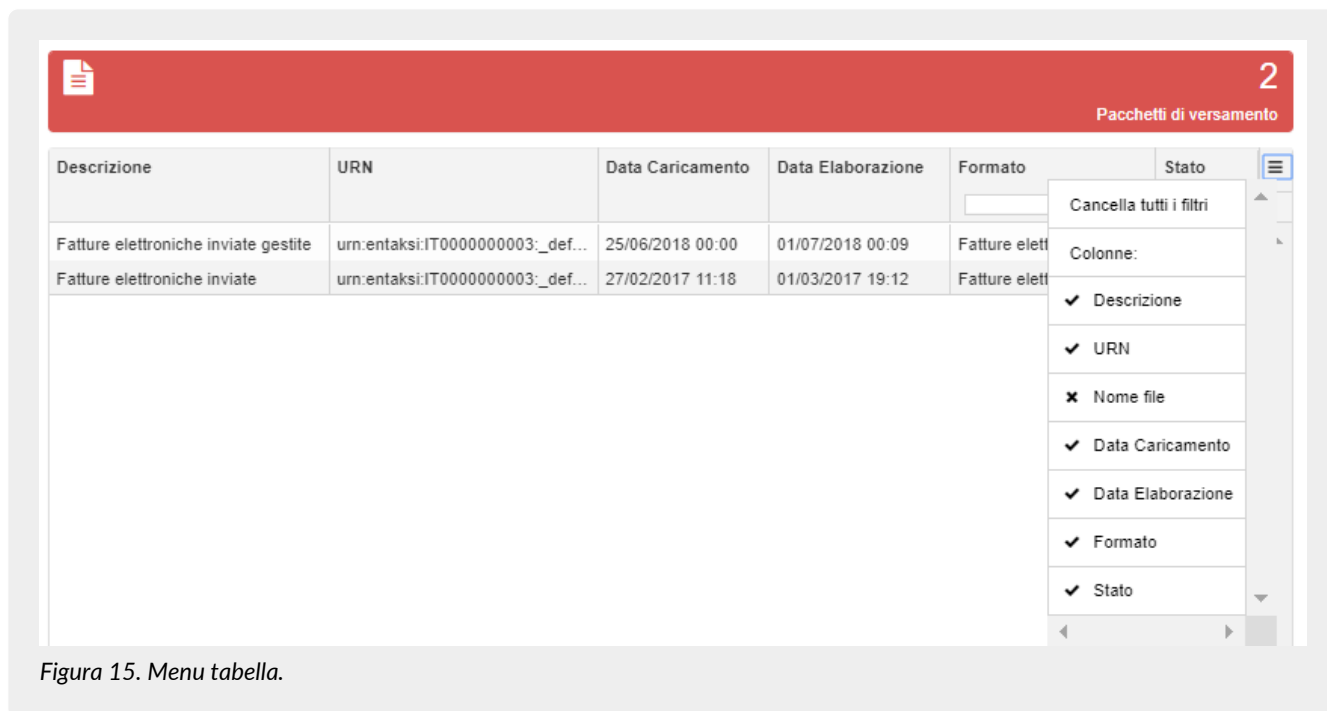 2
Pacchetti di versamento
Descrizione URN Data Caricamento Data Elaborazione Formato Stato
Cancella tutti i filtri
Fatture elettroniche inviate gestite urn:entaksi:IT0000000003:_def... 25/06/2018 00:00 01/07/2018 00:09 Fatture elett
Colonne:
Fatture elettroniche inviate urn:entaksi:IT0000000003:_def... 27/02/2017 11:18 01/03/2017 19:12 Fatture elett
Descrizione
URN
Nome file
Data Caricamento
Data Elaborazione
Formato
Stato
Figura 15. Menu tabella.